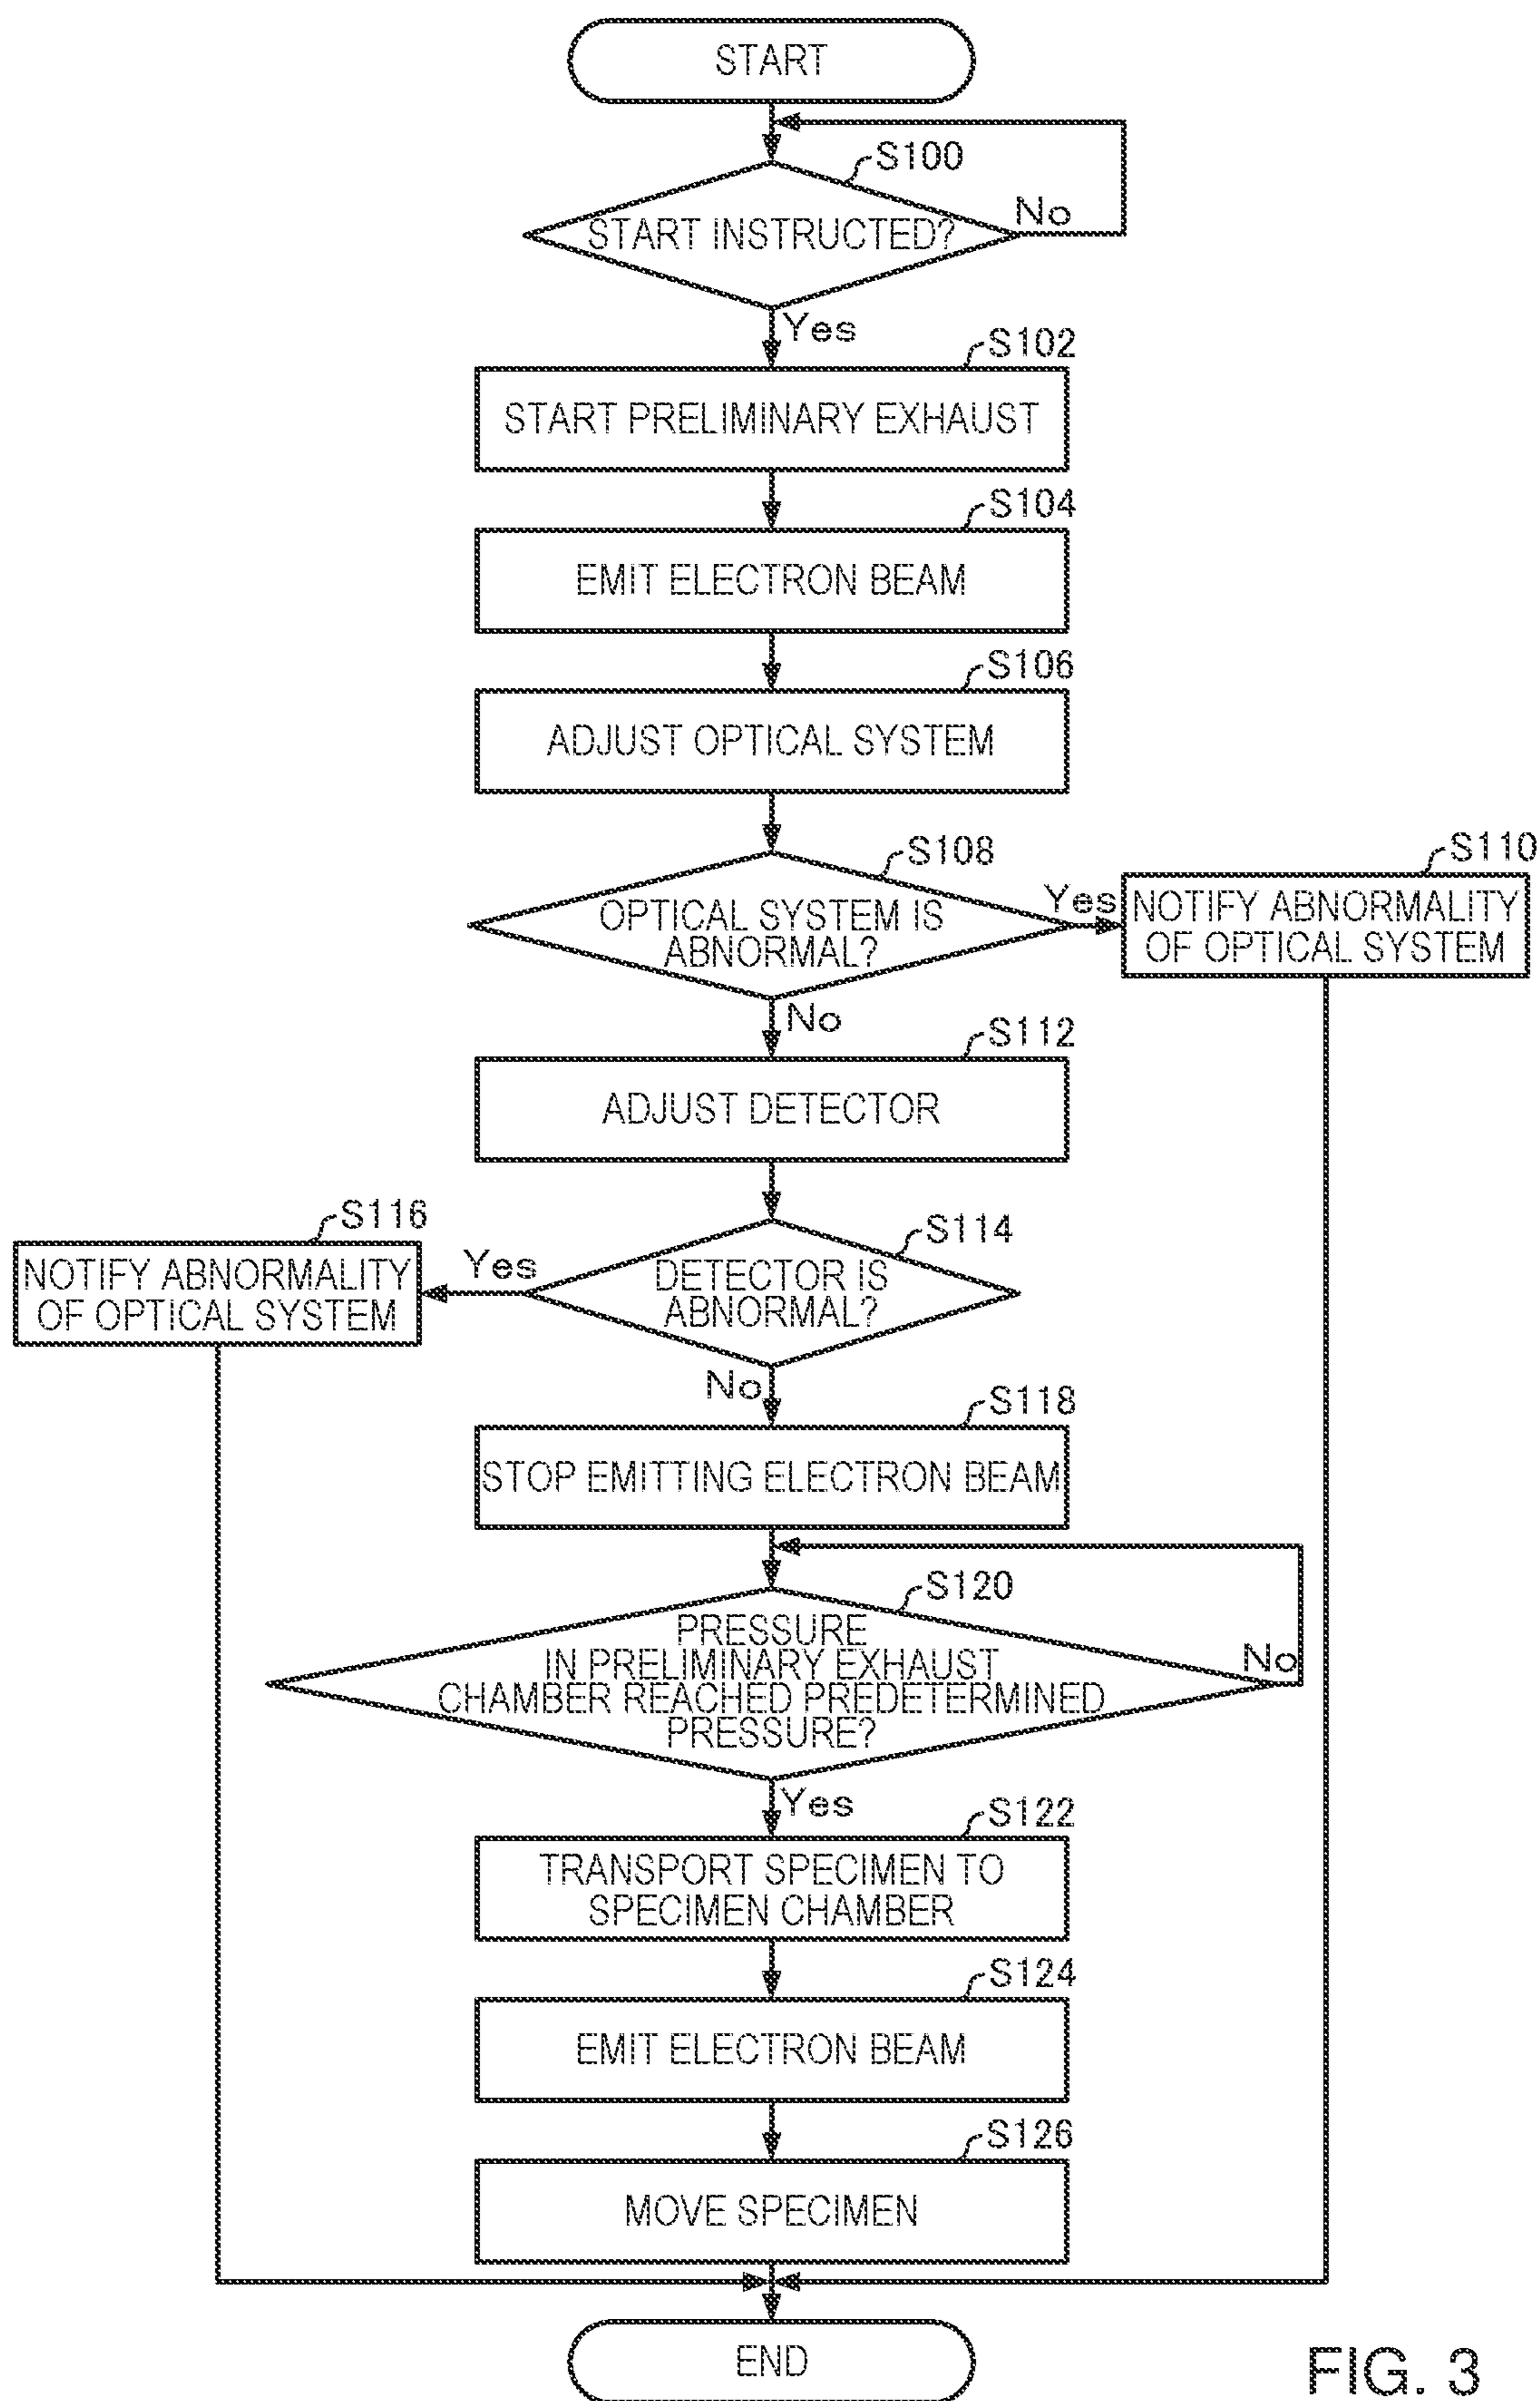 START
S100
START INSTRUCTED?
No
Yes
S102
START PRELIMINARY EXHAUST
S104
EMIT ELECTRON BEAM
S106
ADJUST OPTICAL SYSTEM
S108
OPTICAL SYSTEM IS
ABNORMAL?
Yes
S110
NOTIFY ABNORMALITY
OF OPTICAL SYSTEM
No
S112
ADJUST DETECTOR
S114
DETECTOR IS
ABNORMAL?
Yes
S116
NOTIFY ABNORMALITY
OF OPTICAL SYSTEM
No
S118
STOP EMITTING ELECTRON BEAM
S120
PRESSURE
IN PRELIMINARY EXHAUST
CHAMBER REACHED PREDETERMINED
PRESSURE?
No
Yes
S122
TRANSPORT SPECIMEN TO
SPECIMEN CHAMBER
S124
EMIT ELECTRON BEAM
S126
MOVE SPECIMEN
END
FIG. 3